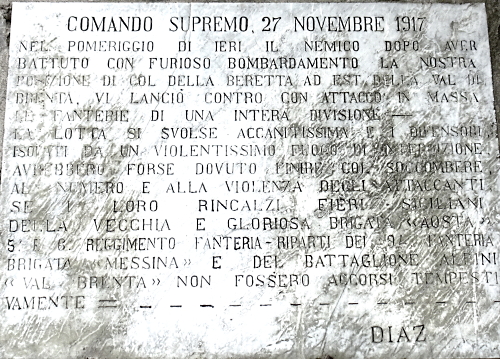 COMANDO SUPREMO, 27 NOVEMBRE 1917
NEL POMERIGGIO DI IERI IL NEMICO DOPO AVER
BATTUTO CON FURIOSO BOMBARDAMENTO LA NOSTRA
POSIZIONE DI COL DELLA BERETTA AD EST DELLA VAL DI
BRENTA, VI LANCIÒ CONTRO CON ATTACCO IN MASSA
LE FANTERIE DI UNA INTERA DIVISIONE —
LA LOTTA SI SVOLSE ACCANITISSIMA E I DIFENSORI
ISOLATI DA UN VIOLENTISSIMO FUOCO DI INTERDIZIONE,
AVREBBERO FORSE DOVUTO FINIRE COL SOCCOMBERE,
AL NUMERO E ALLA VIOLENZA DEGLI ATTACCANTI
SE I LORO RINCALZI, FIERI SICILIANI
DELLA VECCHIA E GLORIOSA BRIGATA «AOSTA»
5° E 6° REGGIMENTO FANTERIA-RIPARTI DEI 94 FANTERIA
BRIGATA «MESSINA» E DEL BATTAGLIONE ALPINI
«VAL BRENTA» NON FOSSERO ACCORSI TEMPESTI
VAMENTE = — — — — — — — — — —
DIAZ